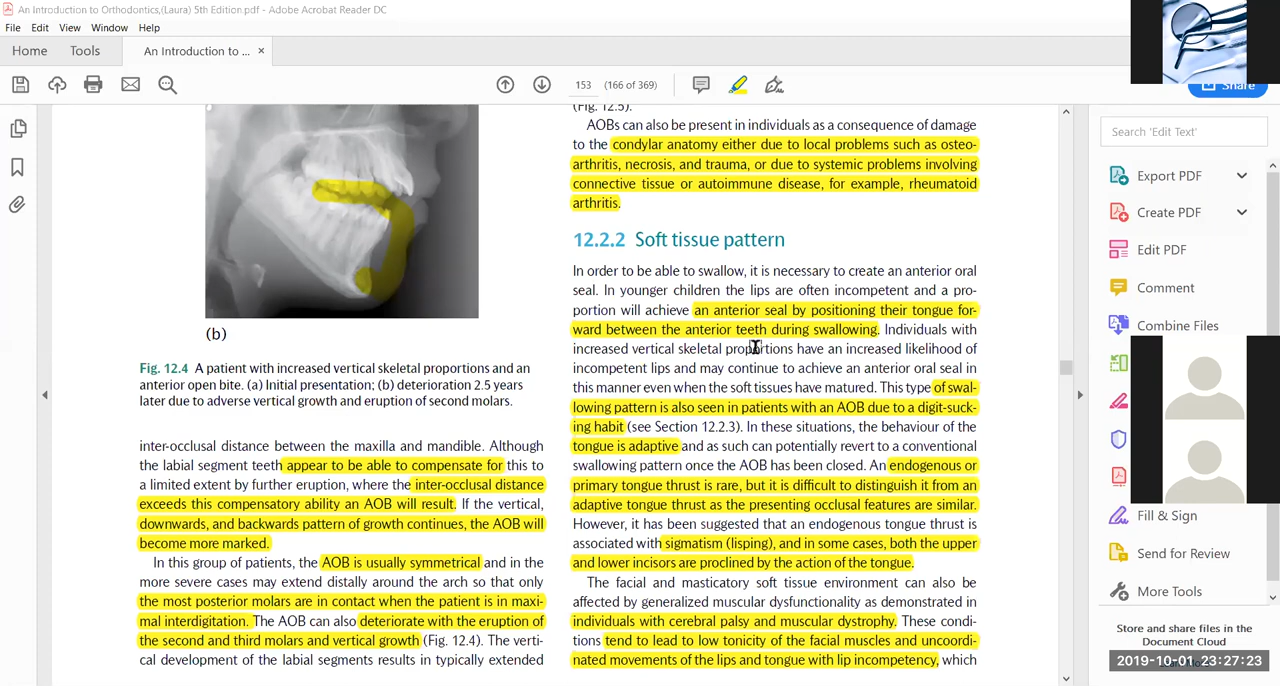 An Introduction to Orthodontics,(Laura) 5th Edition.pdf - Adobe Acrobat Reader DC
File Edit View Window Help
Home Tools An Introduction to ... ×
153 (166 of 369)
Share
Search 'Edit Text'
Export PDF
Create PDF
Edit PDF
Comment
Combine Files
Fill & Sign
Send for Review
More Tools
Store and share files in the
Document Cloud
2019-10-01 23:27:23
(b)
Fig. 12.4 A patient with increased vertical skeletal proportions and an
anterior open bite. (a) Initial presentation; (b) deterioration 2.5 years
later due to adverse vertical growth and eruption of second molars.
inter-occlusal distance between the maxilla and mandible. Although
the labial segment teeth appear to be able to compensate for this to
a limited extent by further eruption, where the inter-occlusal distance
exceeds this compensatory ability an AOB will result. If the vertical,
downwards, and backwards pattern of growth continues, the AOB will
become more marked.
In this group of patients, the AOB is usually symmetrical and in the
more severe cases may extend distally around the arch so that only
the most posterior molars are in contact when the patient is in maxi-
mal interdigitation. The AOB can also deteriorate with the eruption of
the second and third molars and vertical growth (Fig. 12.4). The verti-
cal development of the labial segments results in typically extended
(Fig. 12.5).
AOBs can also be present in individuals as a consequence of damage
to the condylar anatomy either due to local problems such as osteo-
arthritis, necrosis, and trauma, or due to systemic problems involving
connective tissue or autoimmune disease, for example, rheumatoid
arthritis.
12.2.2 Soft tissue pattern
In order to be able to swallow, it is necessary to create an anterior oral
seal. In younger children the lips are often incompetent and a pro-
portion will achieve an anterior seal by positioning their tongue for-
ward between the anterior teeth during swallowing. Individuals with
increased vertical skeletal proportions have an increased likelihood of
incompetent lips and may continue to achieve an anterior oral seal in
this manner even when the soft tissues have matured. This type of swal-
lowing pattern is also seen in patients with an AOB due to a digit-suck-
ing habit (see Section 12.2.3). In these situations, the behaviour of the
tongue is adaptive and as such can potentially revert to a conventional
swallowing pattern once the AOB has been closed. An endogenous or
primary tongue thrust is rare, but it is difficult to distinguish it from an
adaptive tongue thrust as the presenting occlusal features are similar.
However, it has been suggested that an endogenous tongue thrust is
associated with sigmatism (lisping), and in some cases, both the upper
and lower incisors are proclined by the action of the tongue.
The facial and masticatory soft tissue environment can also be
affected by generalized muscular dysfunctionality as demonstrated in
individuals with cerebral palsy and muscular dystrophy. These condi-
tions tend to lead to low tonicity of the facial muscles and uncoordi-
nated movements of the lips and tongue with lip incompetency, which